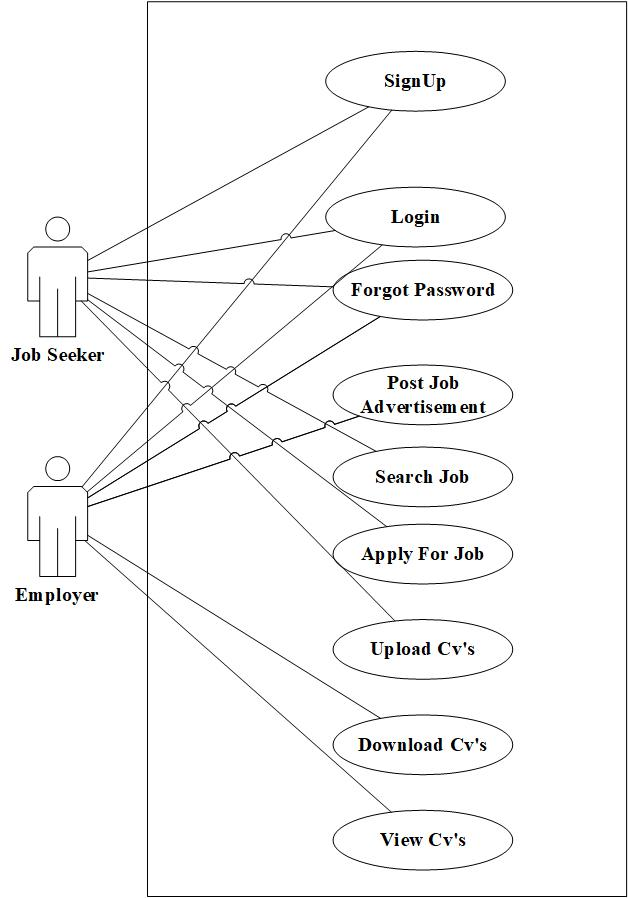 SignUp
Login
Forgot Password
Job Seeker
Post Job
Advertisement
Search Job
Apply For Job
Employer
Upload Cv's
Download Cv's
View Cv's